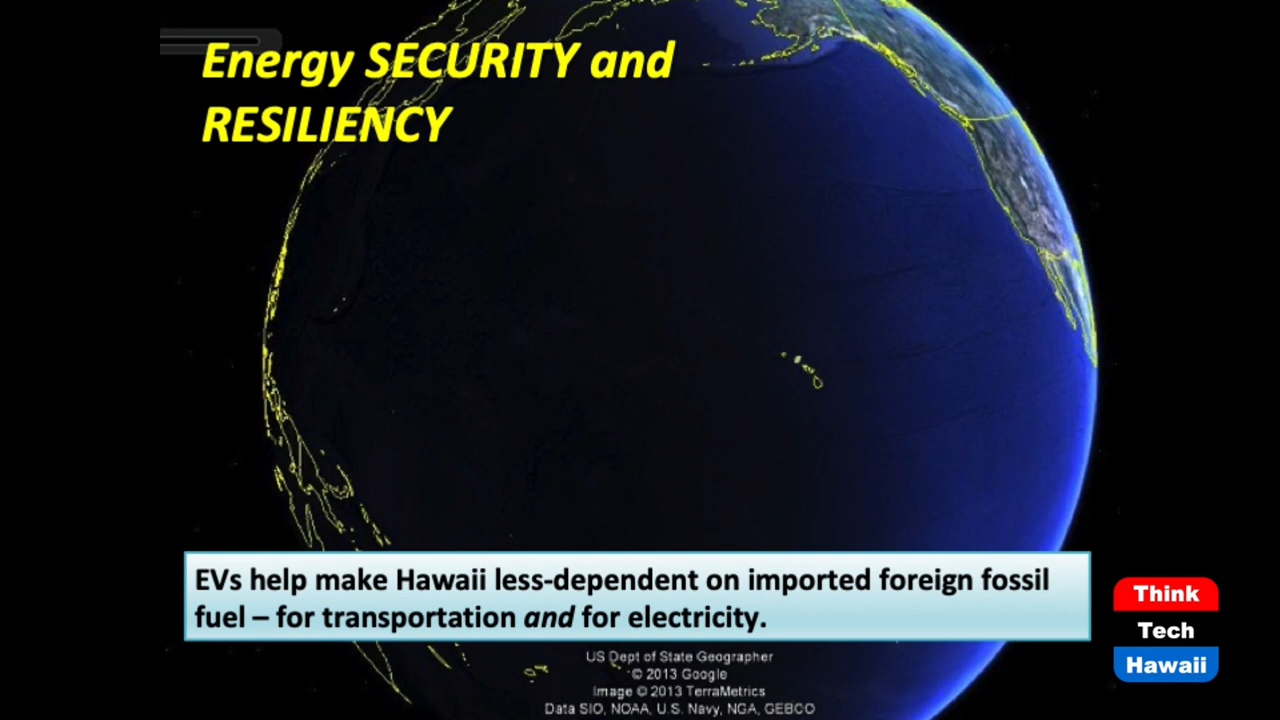 Energy SECURITY and
RESILIENCY
EVs help make Hawaii less-dependent on imported foreign fossil
fuel – for transportation and for electricity.
Think
Tech
Hawaii
US Dept of State Geographer
© 2013 Google
Image © 2013 TerraMetrics
Data SIO, NOAA, U.S. Navy, NGA, GEBCO